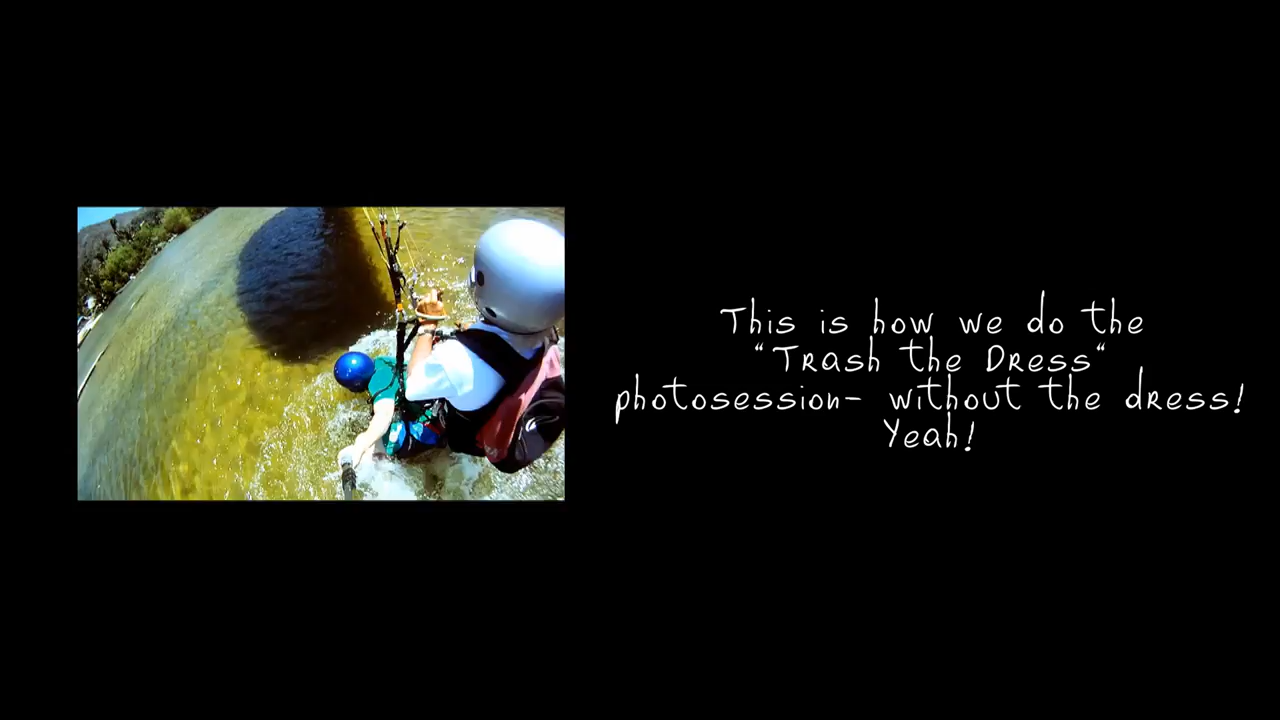 This is how we do the
“Trash the Dress“
photosession- without the dress!
Yeah!